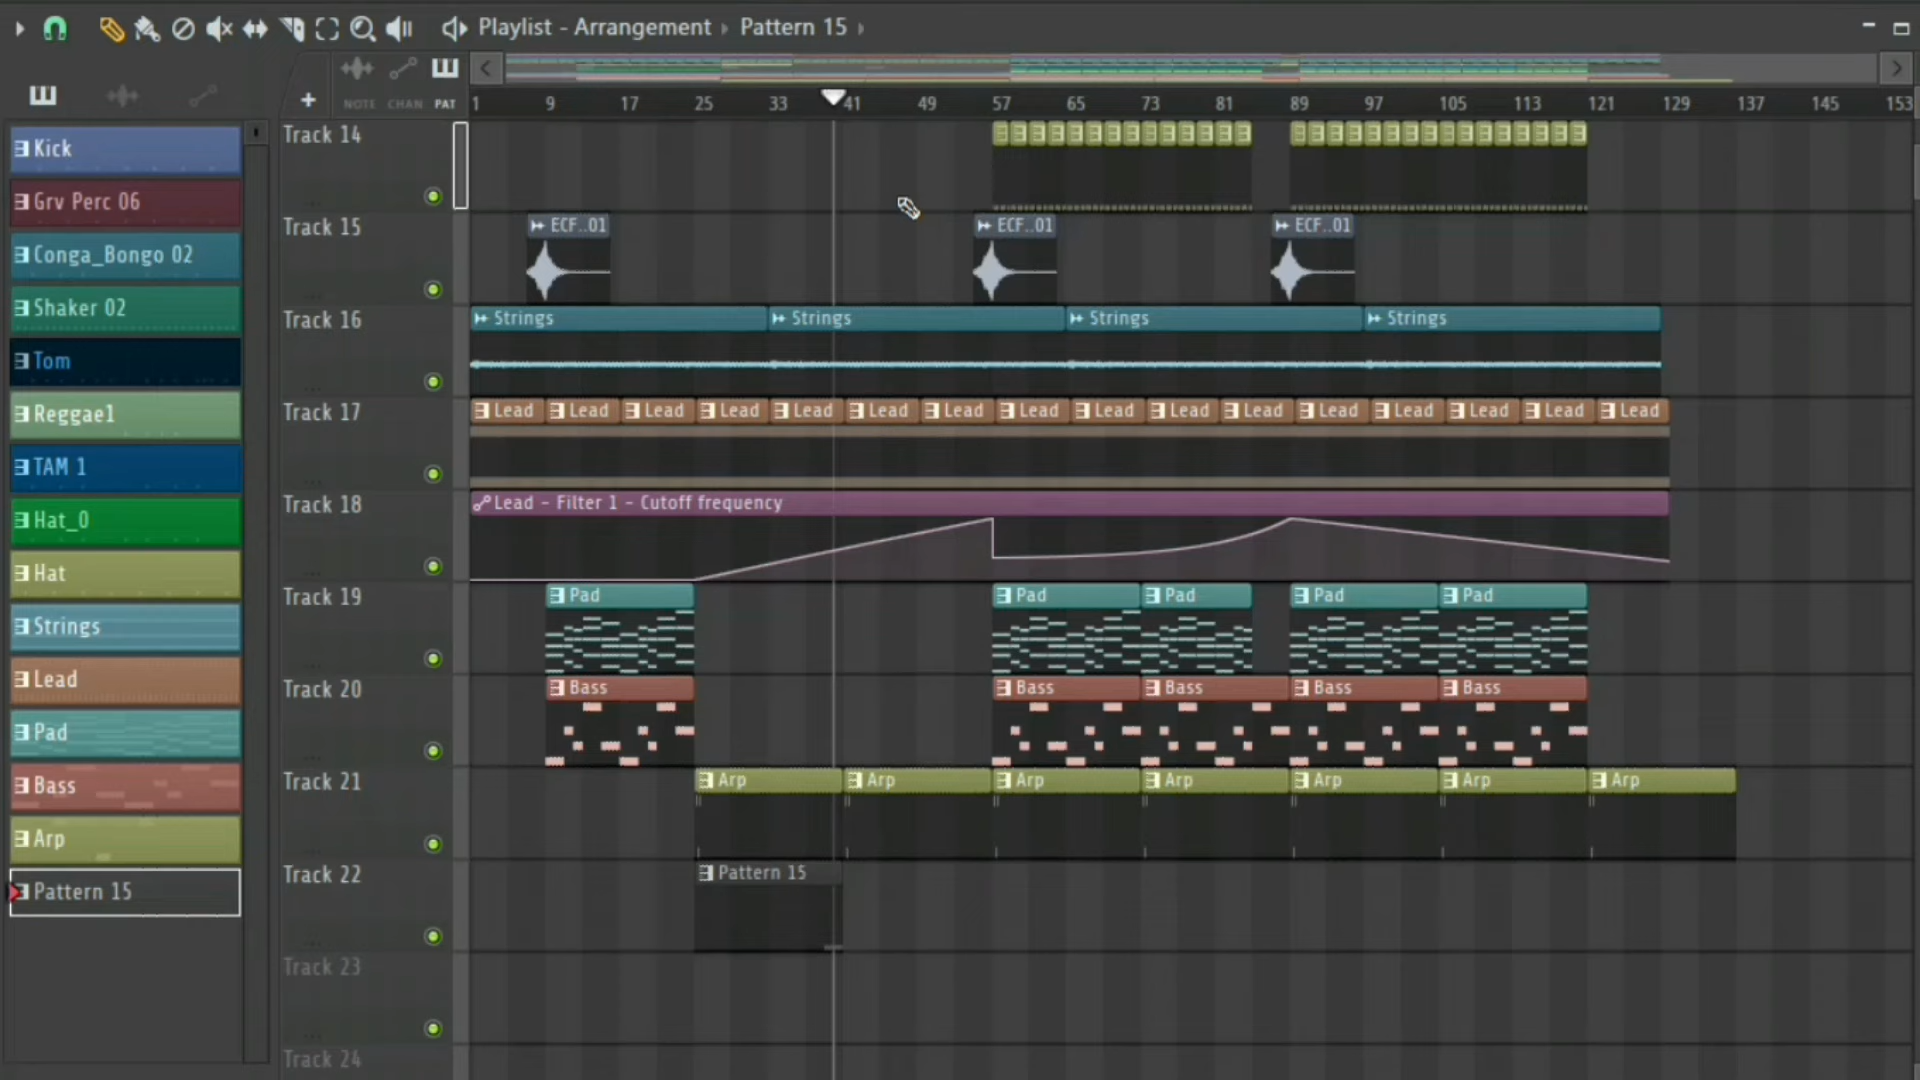 Playlist - Arrangement › Pattern 15 ›
NOTE CHAN PAT
1 9 17 25 33 41 49 57 65 73 81 89 97 105 113 121 129 137 145 153
Kick
Grv Perc 06
Conga_Bongo 02
Shaker 02
Tom
Reggae1
TAM 1
Hat_0
Hat
Strings
Lead
Pad
Bass
Arp
Pattern 15
Track 14
Track 15
ECF..01 ECF..01 ECF..01
Track 16
Strings Strings Strings Strings
Track 17
Lead Lead Lead Lead Lead Lead Lead Lead Lead Lead Lead Lead Lead Lead Lead Lead
Track 18
Lead - Filter 1 - Cutoff frequency
Track 19
Pad Pad Pad Pad Pad
Track 20
Bass Bass Bass Bass Bass
Track 21
Arp Arp Arp Arp Arp Arp Arp
Track 22
Pattern 15
Track 23
Track 24